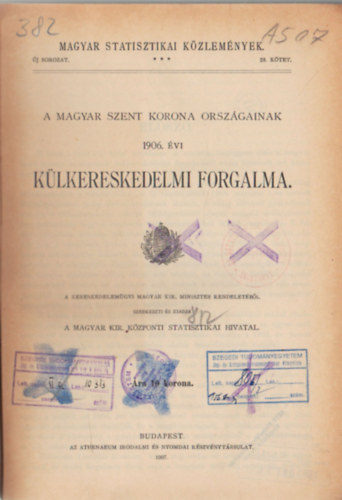 382
A507
MAGYAR STATISZTIKAI KÖZLEMÉNYEK.
ÚJ SOROZAT. * * * 23. KÖTET.
A MAGYAR SZENT KORONA ORSZÁGAINAK
1906. ÉVI
KÜLKERESKEDELMI FORGALMA.
A KERESKEDELEMÜGYI MAGYAR KIR. MINISZTER RENDELETÉBŐL
SZERKESZTI ÉS KIADJA
A MAGYAR KIR. KÖZPONTI STATISZTIKAI HIVATAL.
Ára 10 korona.
BUDAPEST.
AZ ATHENAEUM IRODALMI ÉS NYOMDAI RÉSZVÉNYTÁRSULAT.
1907.